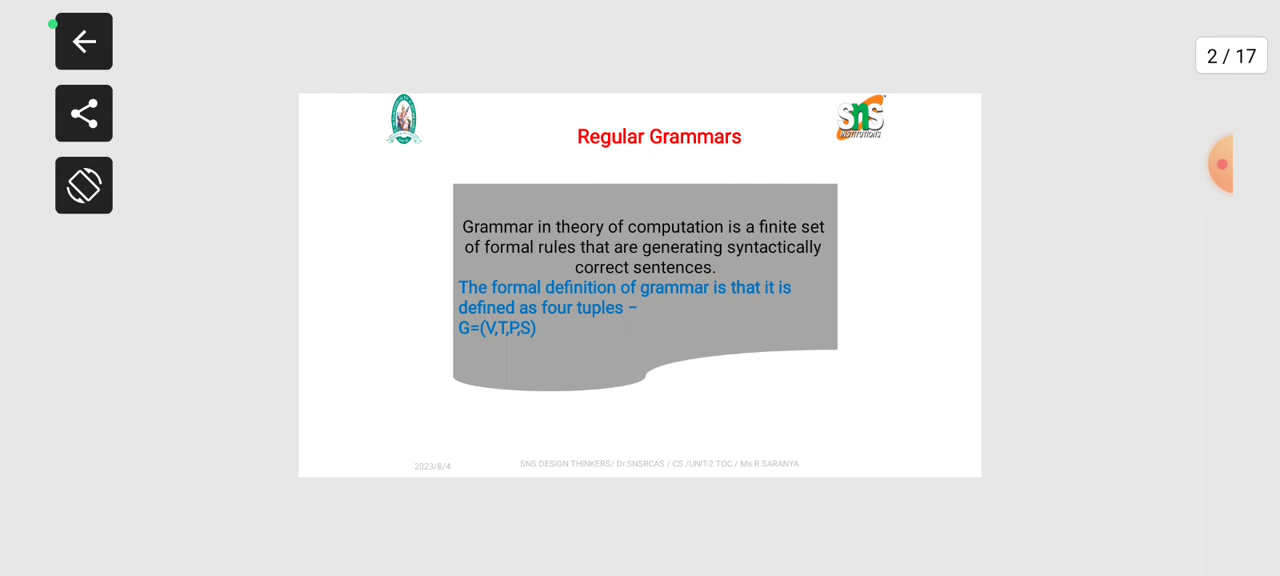 2 / 17
SnS
INSTITUTIONS
Regular Grammars
Grammar in theory of computation is a finite set
of formal rules that are generating syntactically
correct sentences.
The formal definition of grammar is that it is
defined as four tuples −
G=(V,T,P,S)
2023/8/4
SNS DESIGN THINKERS/ Dr.SNSRCAS / CS /UNIT-2 TOC / Ms R.SARANYA